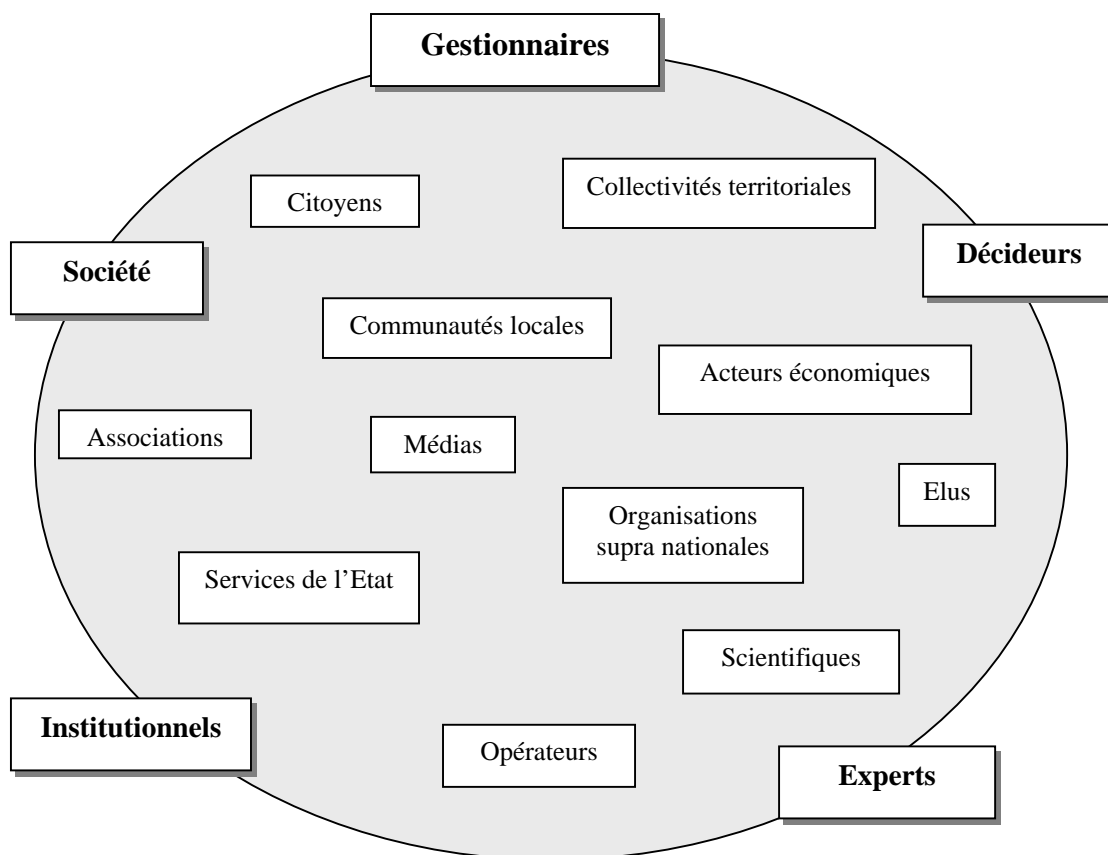 Gestionnaires
Citoyens
Collectivités territoriales
Société
Décideurs
Communautés locales
Acteurs économiques
Associations
Médias
Elus
Organisations
supra nationales
Services de l’Etat
Scientifiques
Institutionnels
Opérateurs
Experts